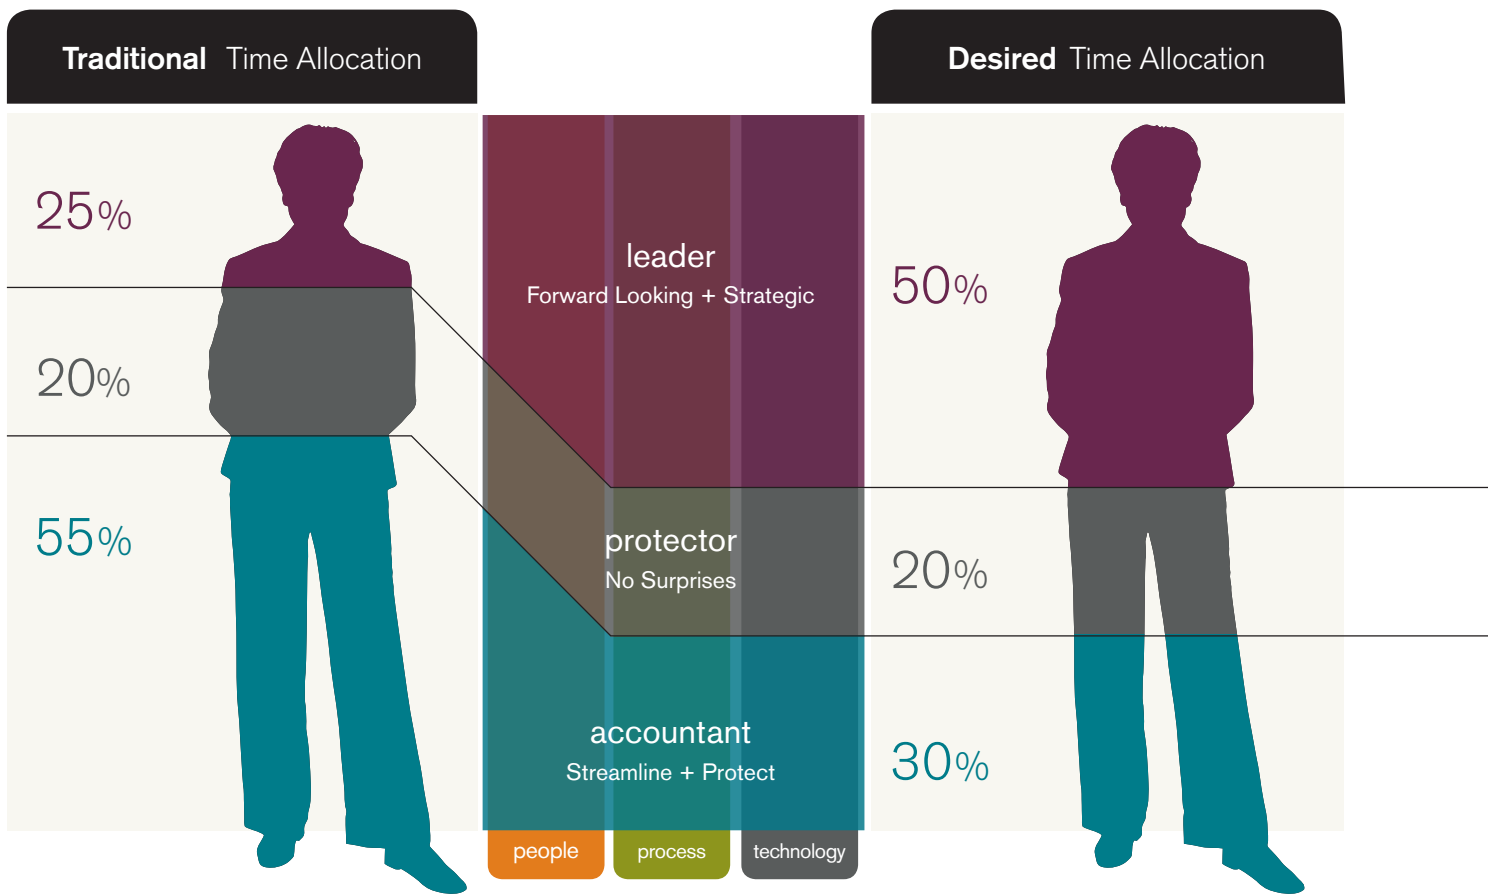 Traditional Time Allocation
25%
20%
55%
leader
Forward Looking + Strategic
protector
No Surprises
accountant
Streamline + Protect
people
process
technology
Desired Time Allocation
50%
20%
30%